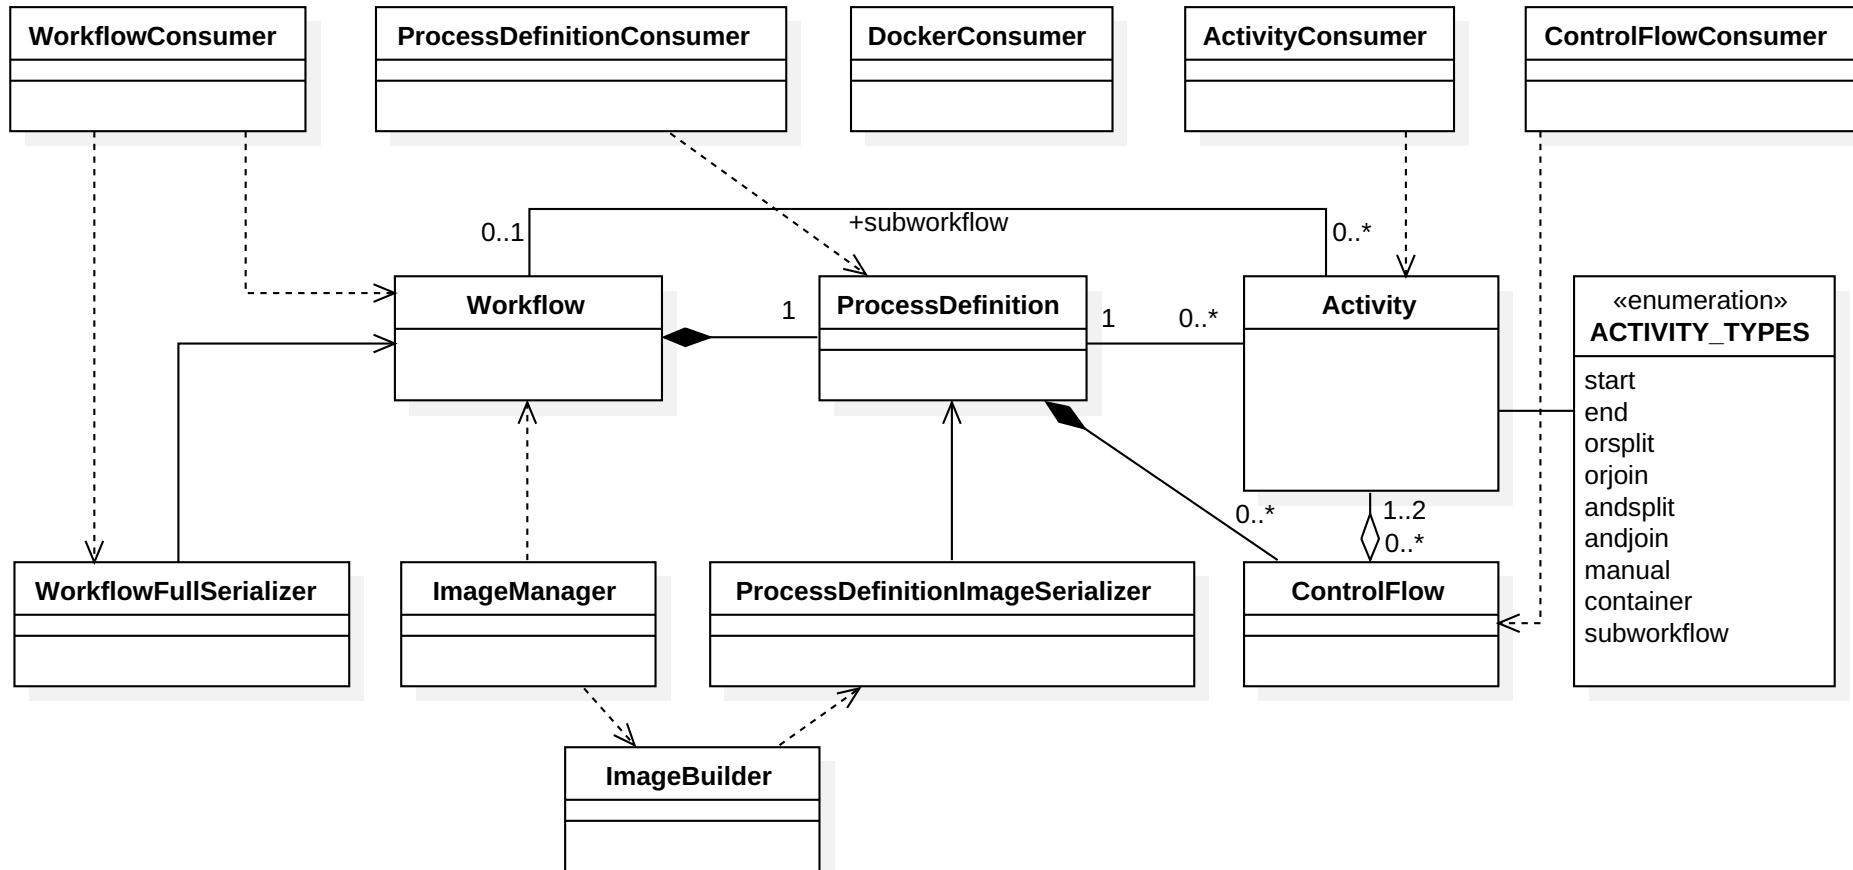 WorkflowConsumer
ProcessDefinitionConsumer
DockerConsumer
ActivityConsumer
ControlFlowConsumer
+subworkflow
0..1
0..*
Workflow
1
ProcessDefinition
1
0..*
Activity
«enumeration»
ACTIVITY_TYPES
start
end
orsplit
orjoin
andsplit
andjoin
manual
container
subworkflow
0..*
1..2
0..*
WorkflowFullSerializer
ImageManager
ProcessDefinitionImageSerializer
ControlFlow
ImageBuilder